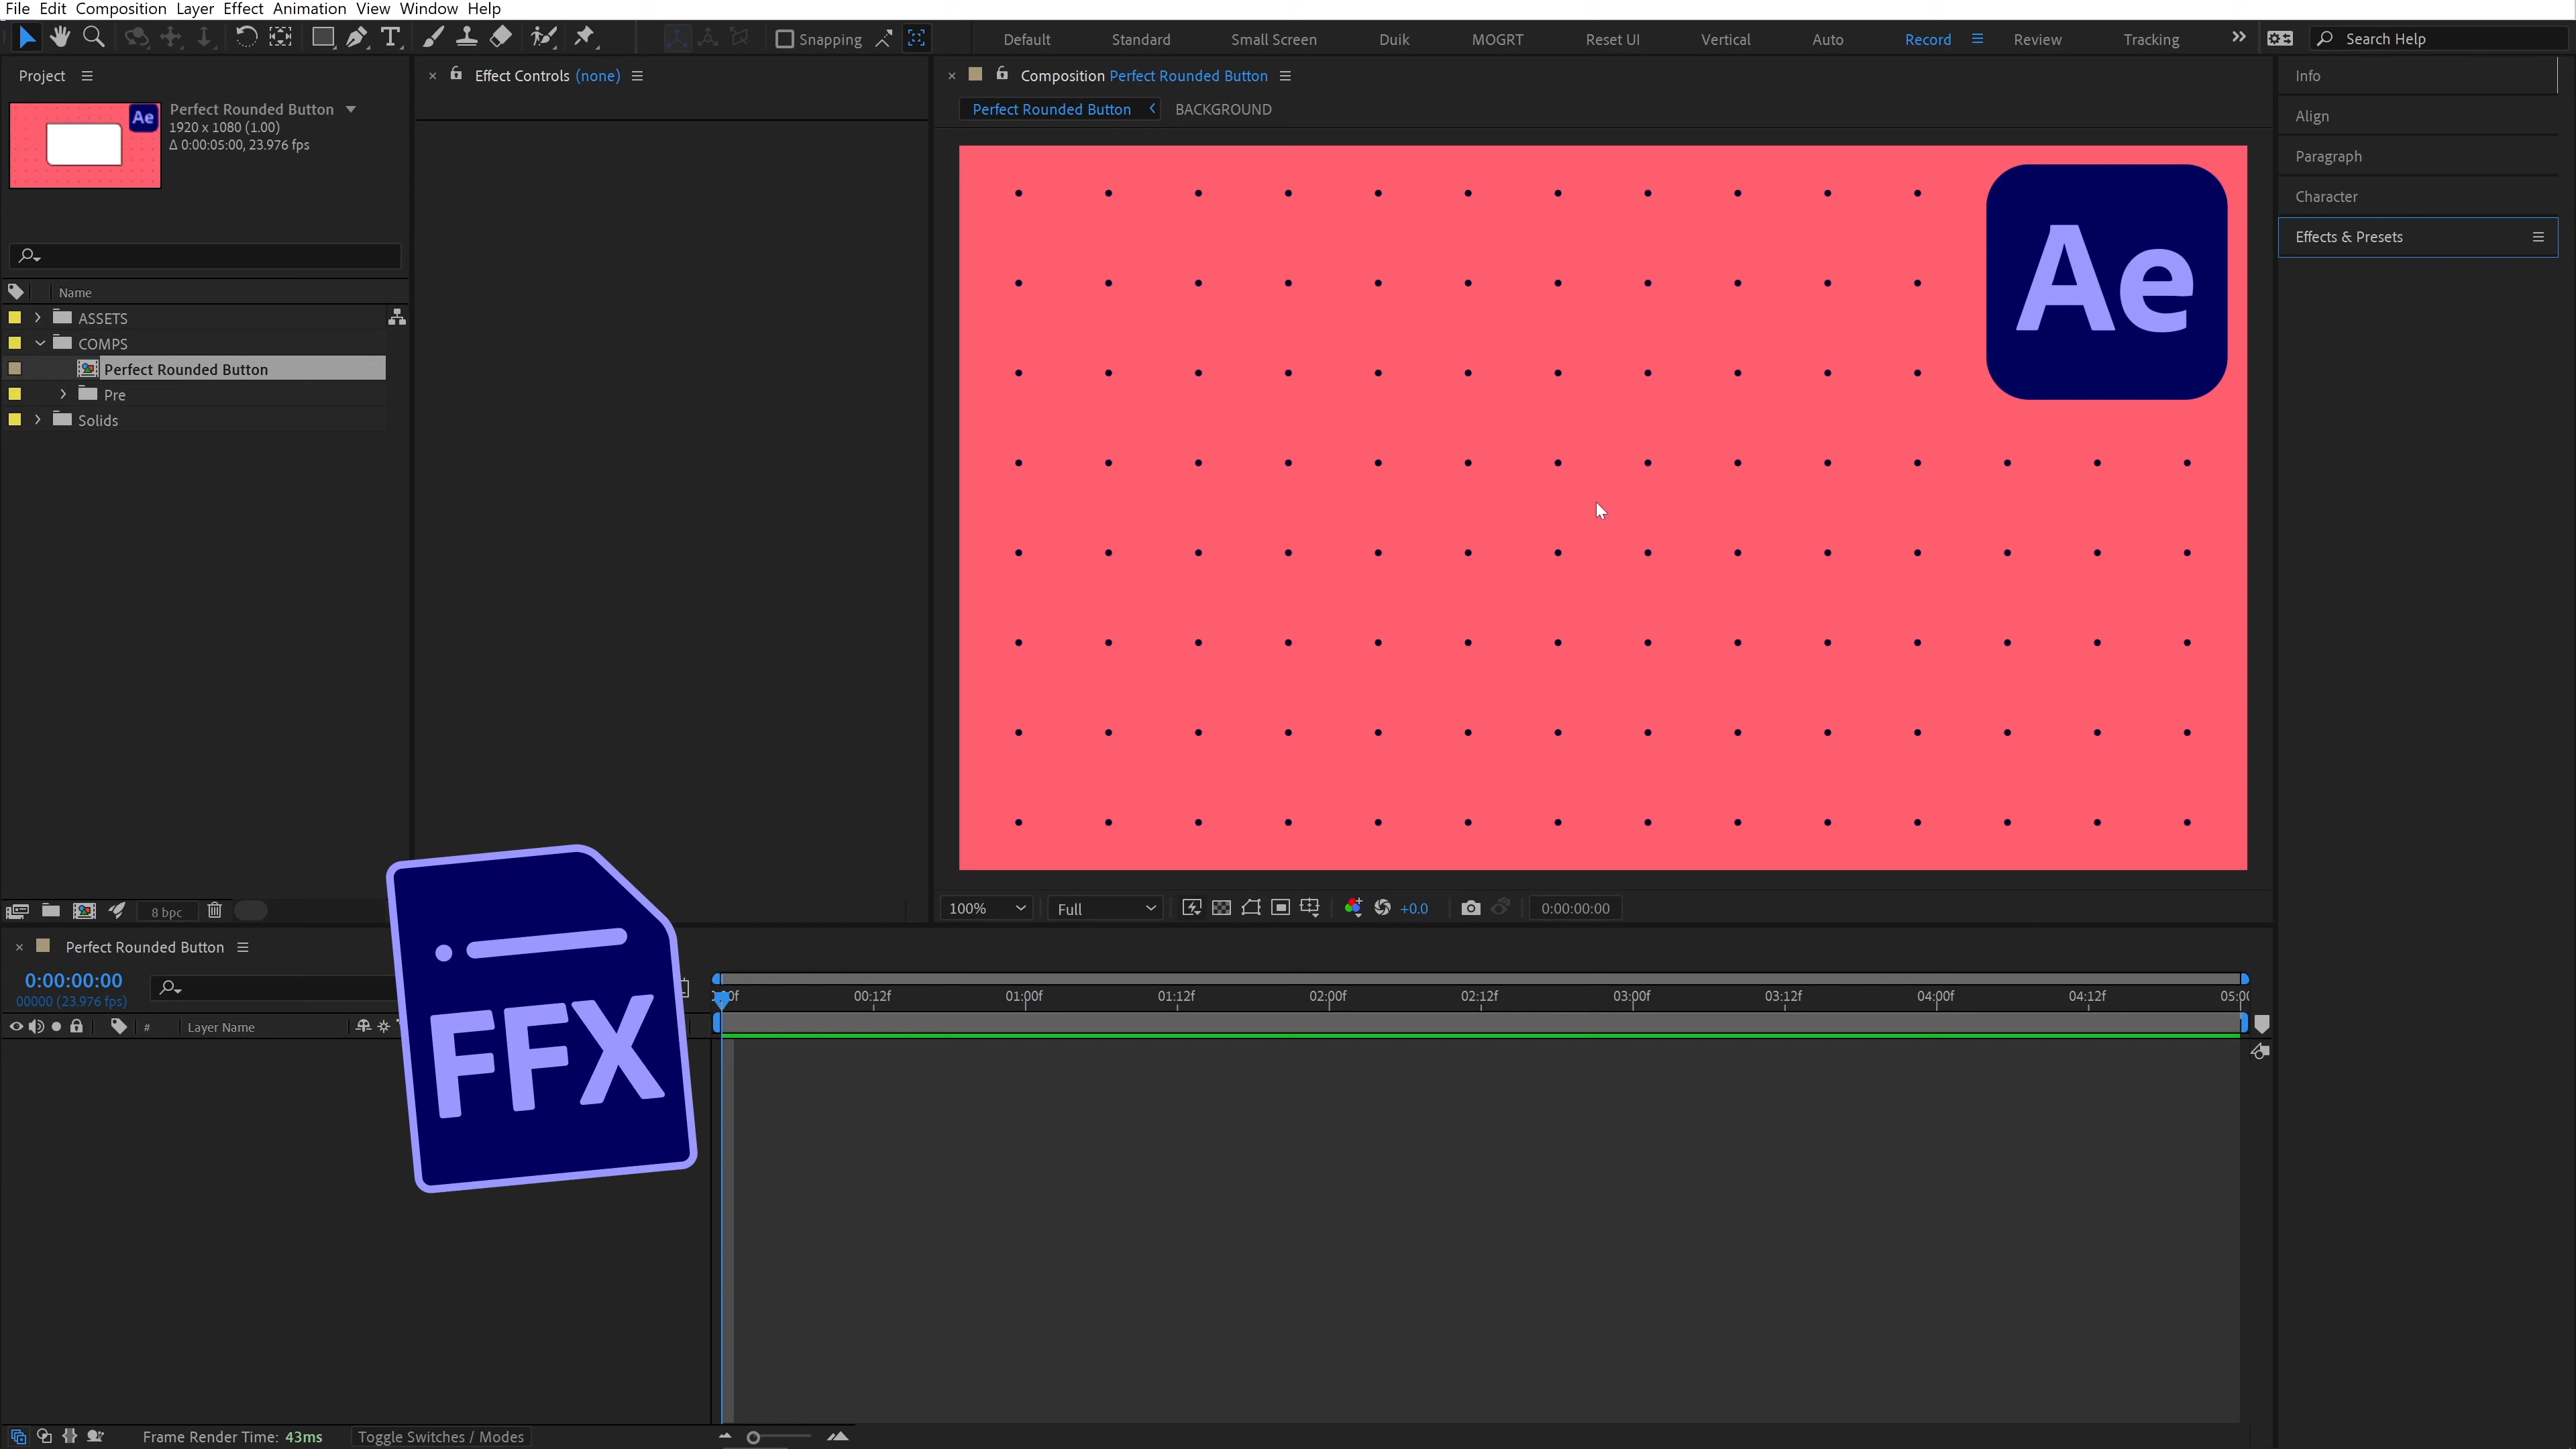 File Edit Composition Layer Effect Animation View Window Help
Snapping
Default Standard Small Screen Duik MOGRT Reset UI Vertical Auto Record Review Tracking
Search Help
Project
Perfect Rounded Button
1920 x 1080 (1.00)
Δ 0:00:05:00, 23.976 fps
Ae
Name
ASSETS
COMPS
Perfect Rounded Button
Pre
Solids
8 bpc
Effect Controls (none)
Composition Perfect Rounded Button
Perfect Rounded Button BACKGROUND
Ae
100% Full +0.0 0:00:00:00
Info
Align
Paragraph
Character
Effects & Presets
FFX
Perfect Rounded Button
0:00:00:00
00000 (23.976 fps)
# Layer Name
00:12f 01:00f 01:12f 02:00f 02:12f 03:00f 03:12f 04:00f 04:12f
Frame Render Time: 43ms Toggle Switches / Modes